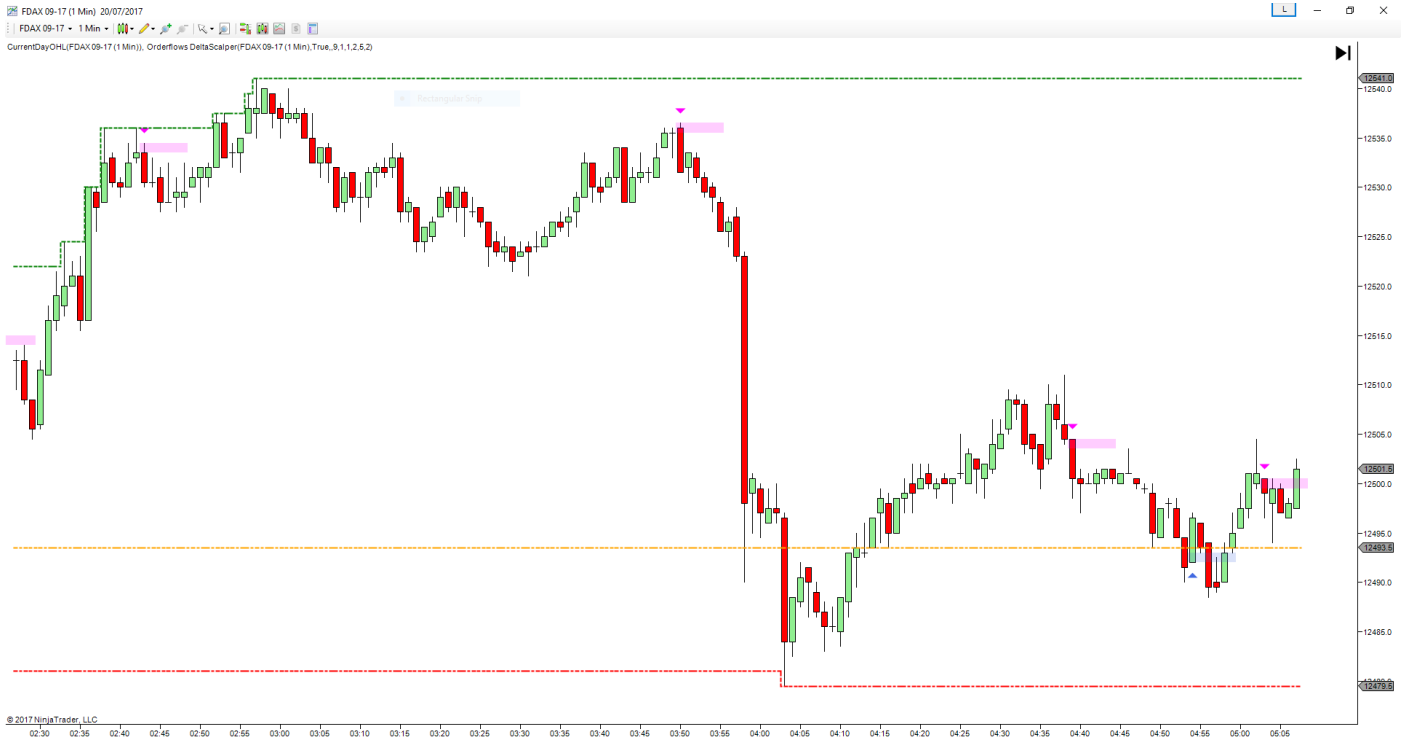 FDAX 09-17 (1 Min) 20/07/2017
L
FDAX 09-17 1 Min
CurrentDayOHL(FDAX 09-17 (1 Min)), Orderflows DeltaScalper(FDAX 09-17 (1 Min),True,,9,1,1,2,5,2)
Rectangular Snip
12541.0
12540.0
12535.0
12530.0
12525.0
12520.0
12515.0
12510.0
12505.0
12501.5
12500.0
12495.0
12493.5
12490.0
12485.0
12479.5
© 2017 NinjaTrader, LLC
02:30 02:35 02:40 02:45 02:50 02:55 03:00 03:05 03:10 03:15 03:20 03:25 03:30 03:35 03:40 03:45 03:50 03:55 04:00 04:05 04:10 04:15 04:20 04:25 04:30 04:35 04:40 04:45 04:50 04:55 05:00 05:05